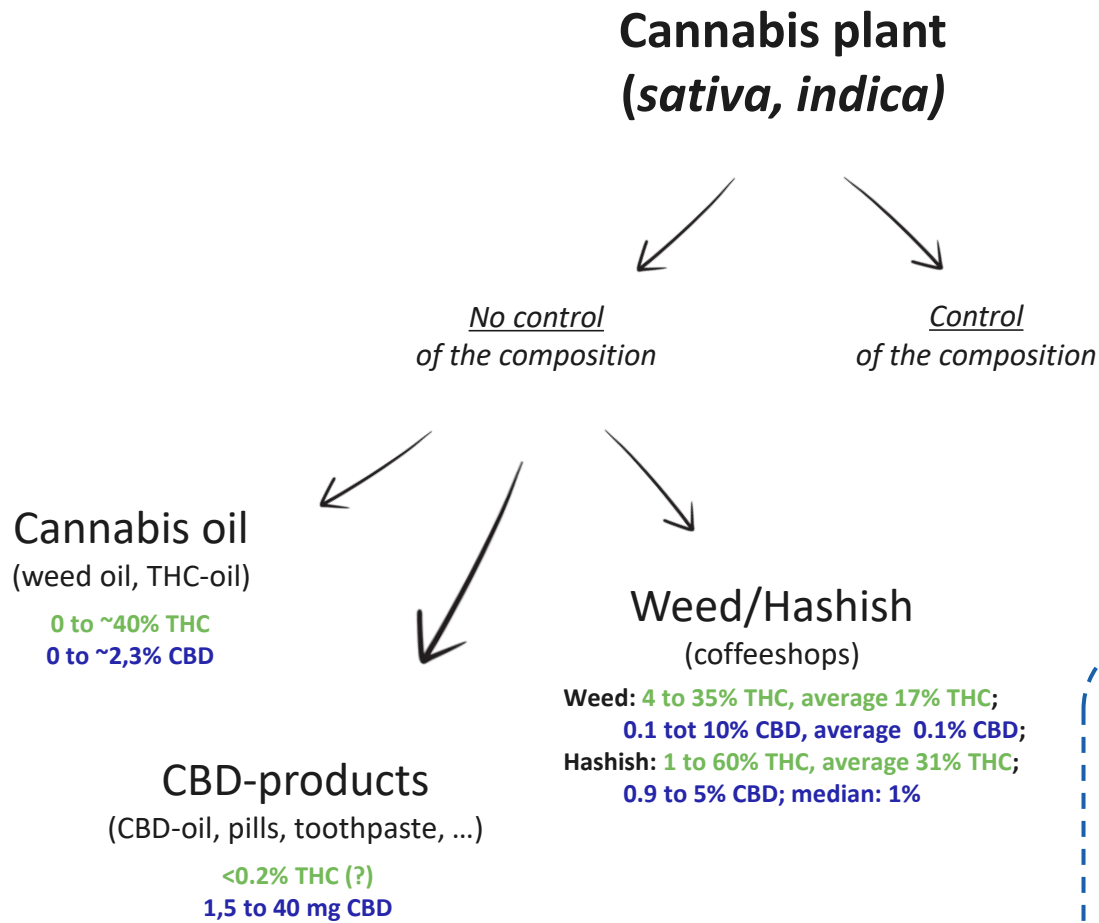 Cannabis plant
(sativa, indica)
No control
of the composition
Control
of the composition
Cannabis oil
(weed oil, THC-oil)
0 to ~40% THC
0 to ~2,3% CBD
Weed/Hashish
(coffeeshops)
Weed: 4 to 35% THC, average 17% THC;
0.1 tot 10% CBD, average 0.1% CBD;
Hashish: 1 to 60% THC, average 31% THC;
0.9 to 5% CBD; median: 1%
CBD-products
(CBD-oil, pills, toothpaste, ...)
<0.2% THC (?)
1,5 to 40 mg CBD